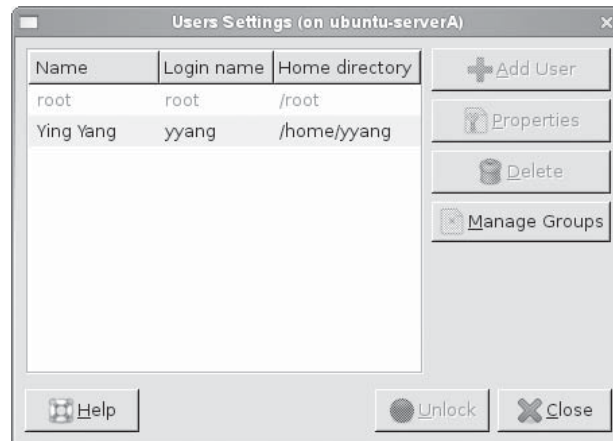 Users Settings (on ubuntu-serverA)
Name Login name Home directory
root root /root
Ying Yang yyang /home/yyang
Add User
Properties
Delete
Manage Groups
Help
Unlock
Close